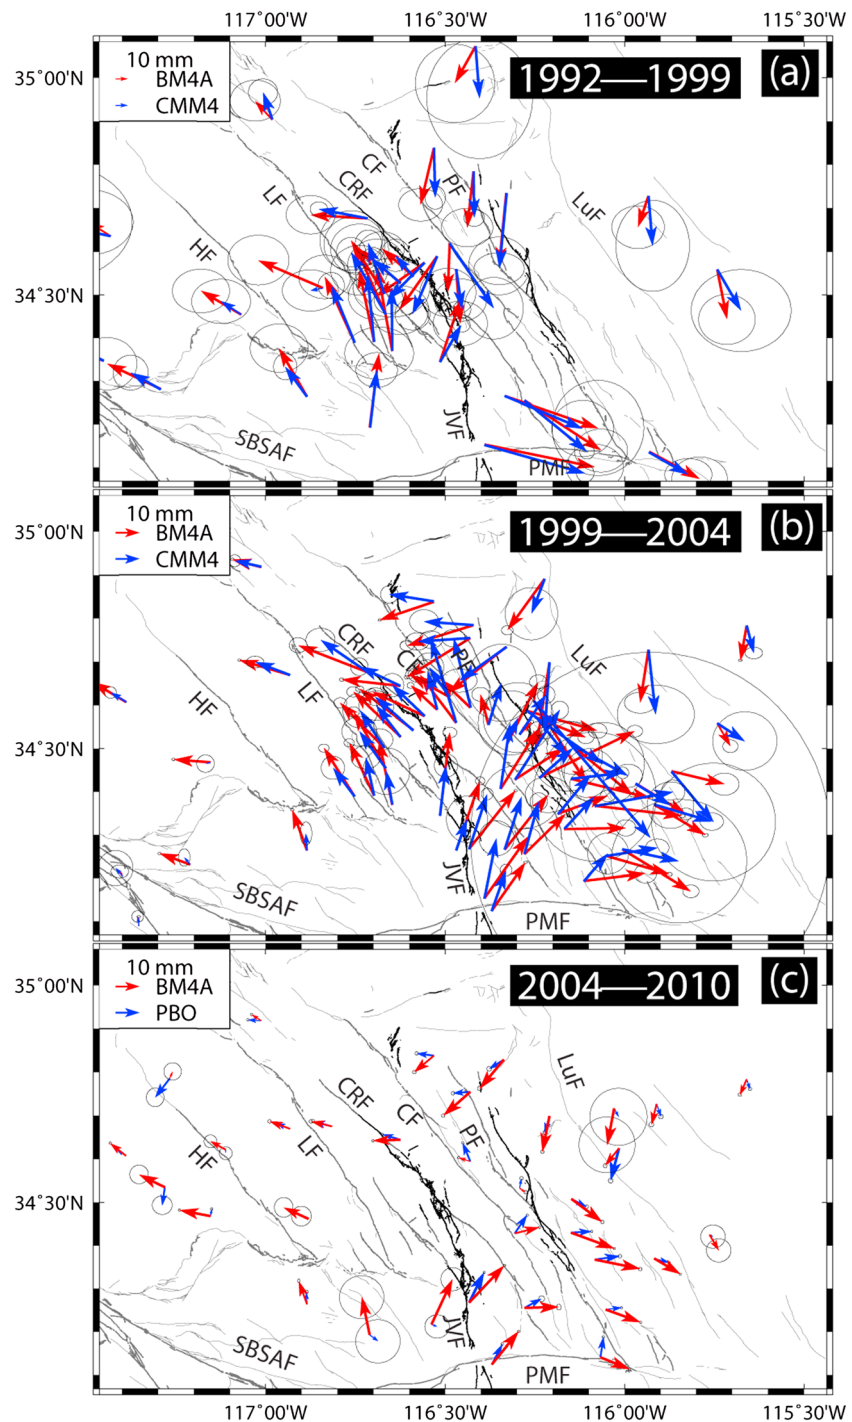 117°00'W 116°30'W 116°00'W 115°30'W
10 mm
BM4A
CMM4
1992—1999
(a)
35°00'N
CF
PF
CRF
LF
LuF
HF
34°30'N
JVF
SBSAF
PMF
10 mm
BM4A
CMM4
1999—2004
(b)
35°00'N
CRF
CF
PF
LuF
LF
HF
34°30'N
JVF
SBSAF
PMF
10 mm
BM4A
PBO
2004—2010
(c)
35°00'N
LuF
CRF
CF
PF
LF
HF
34°30'N
JVF
SBSAF
PMF
117°00'W 116°30'W 116°00'W 115°30'W